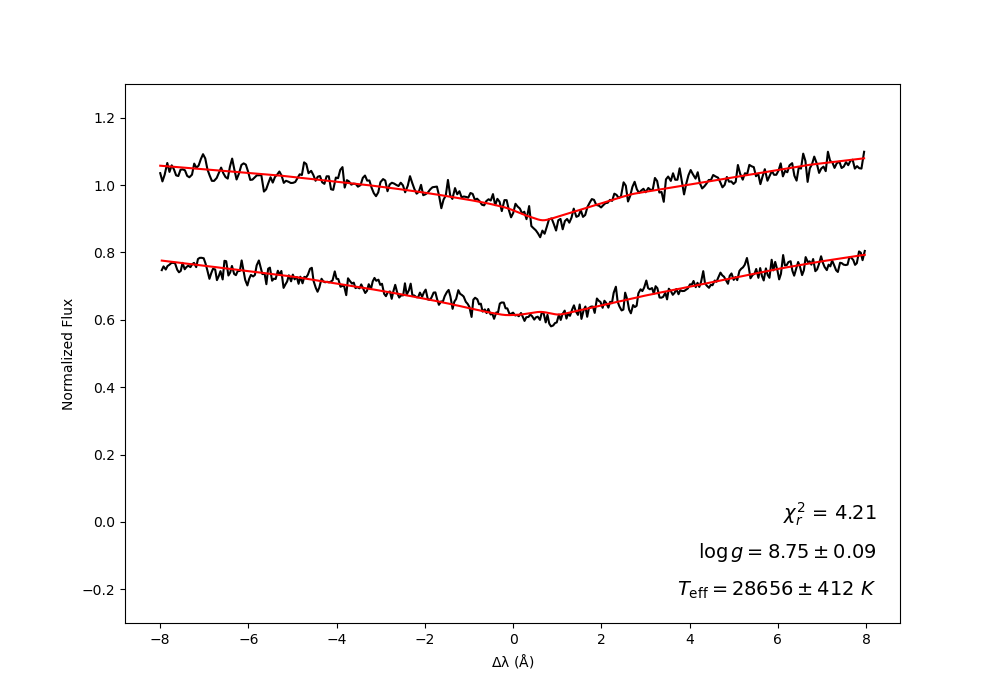 1.2
1.0
0.8
0.6
0.4
0.2
0.0
−0.2
Normalized Flux
χ²ᵣ = 4.21
log g = 8.75 ± 0.09
T_eff = 28656 ± 412 K
−8 −6 −4 −2 0 2 4 6 8
Δλ (Å)